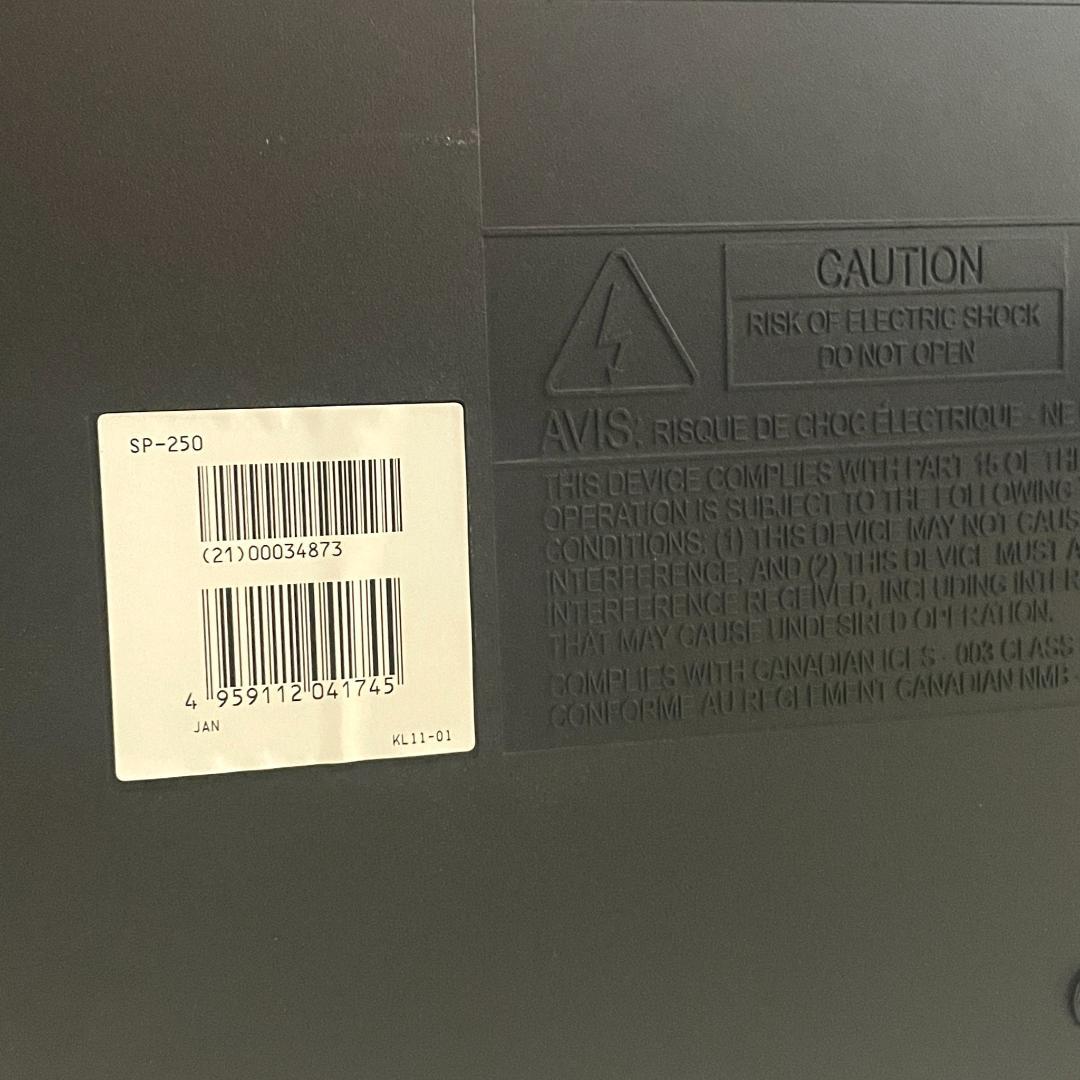 SP-250
(21)00034873
4 959112 041745
JAN
KL11-01
CAUTION
RISK OF ELECTRIC SHOCK
DO NOT OPEN
AVIS: RISQUE DE CHOC ÉLECTRIQUE - NE
THIS DEVICE COMPLIES WITH PART 15 OF
OPERATION IS SUBJECT TO THE FOLLOWING
CONDITIONS: (1) THIS DEVICE MAY NOT
INTERFERENCE, AND (2) THIS DEVICE MUST
INTERFERENCE RECEIVED, INCLUDING
THAT MAY CAUSE UNDESIRED OPERATION.
COMPLIES WITH CANADIAN ICES - 003 CLASS
CONFORME AU REGLEMENT CANADIAN NMB -